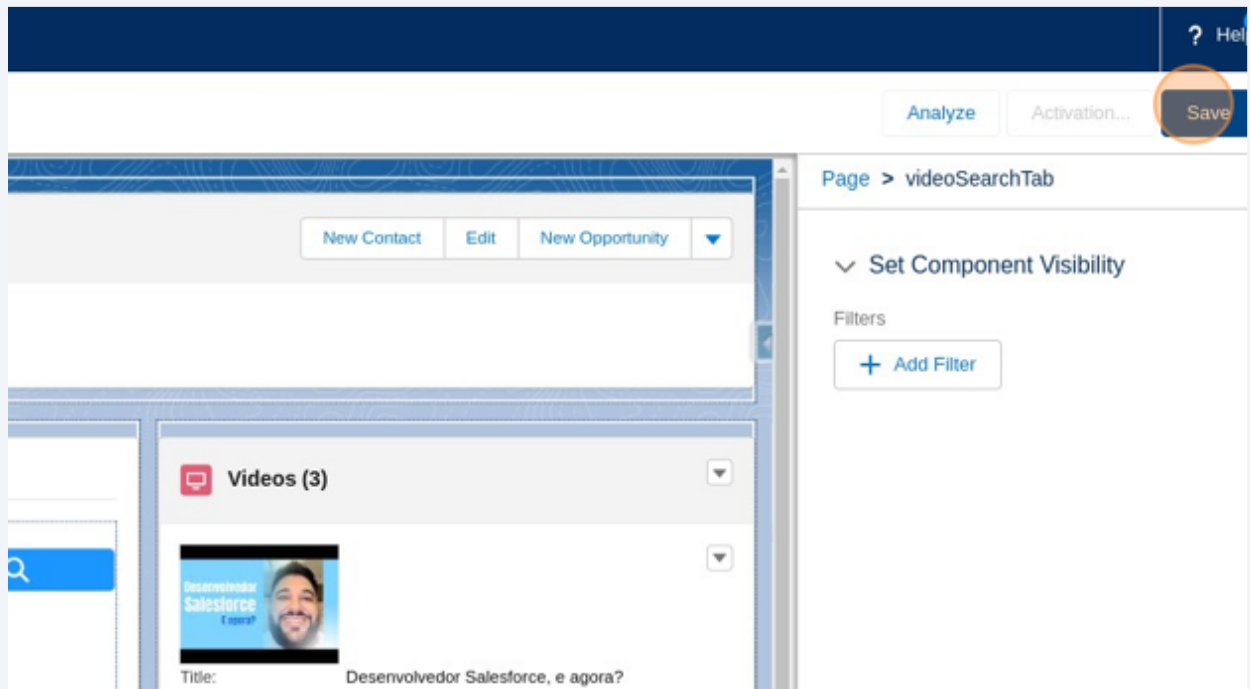 ? Help
Analyze
Activation...
Save
Page > videoSearchTab
New Contact
Edit
New Opportunity
Set Component Visibility
Filters
+ Add Filter
Videos (3)
Desenvolvedor
Salesforce
E agora?
Title:
Desenvolvedor Salesforce, e agora?